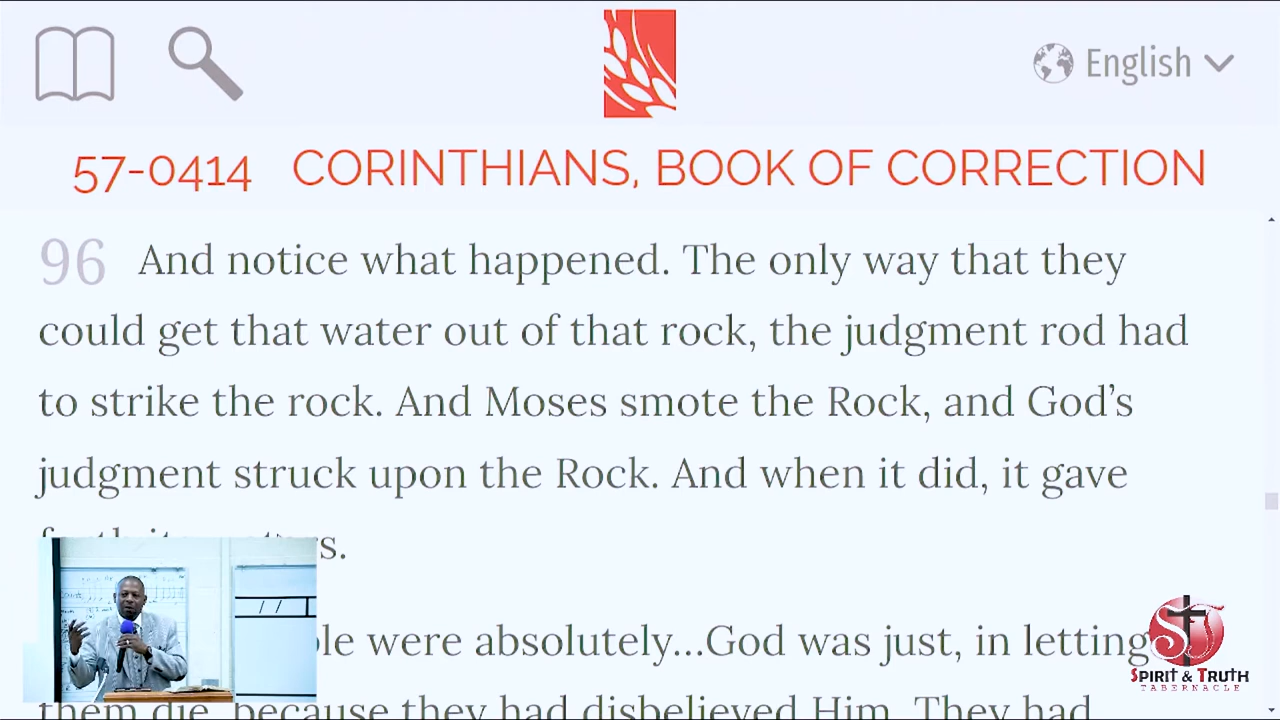 English
57-0414 CORINTHIANS, BOOK OF CORRECTION
96 And notice what happened. The only way that they
could get that water out of that rock, the judgment rod had
to strike the rock. And Moses smote the Rock, and God’s
judgment struck upon the Rock. And when it did, it gave
were absolutely...God was just, in letting
them die, because they had disbelieved Him. They had
SPIRIT & TRUTH
TABERNACLE